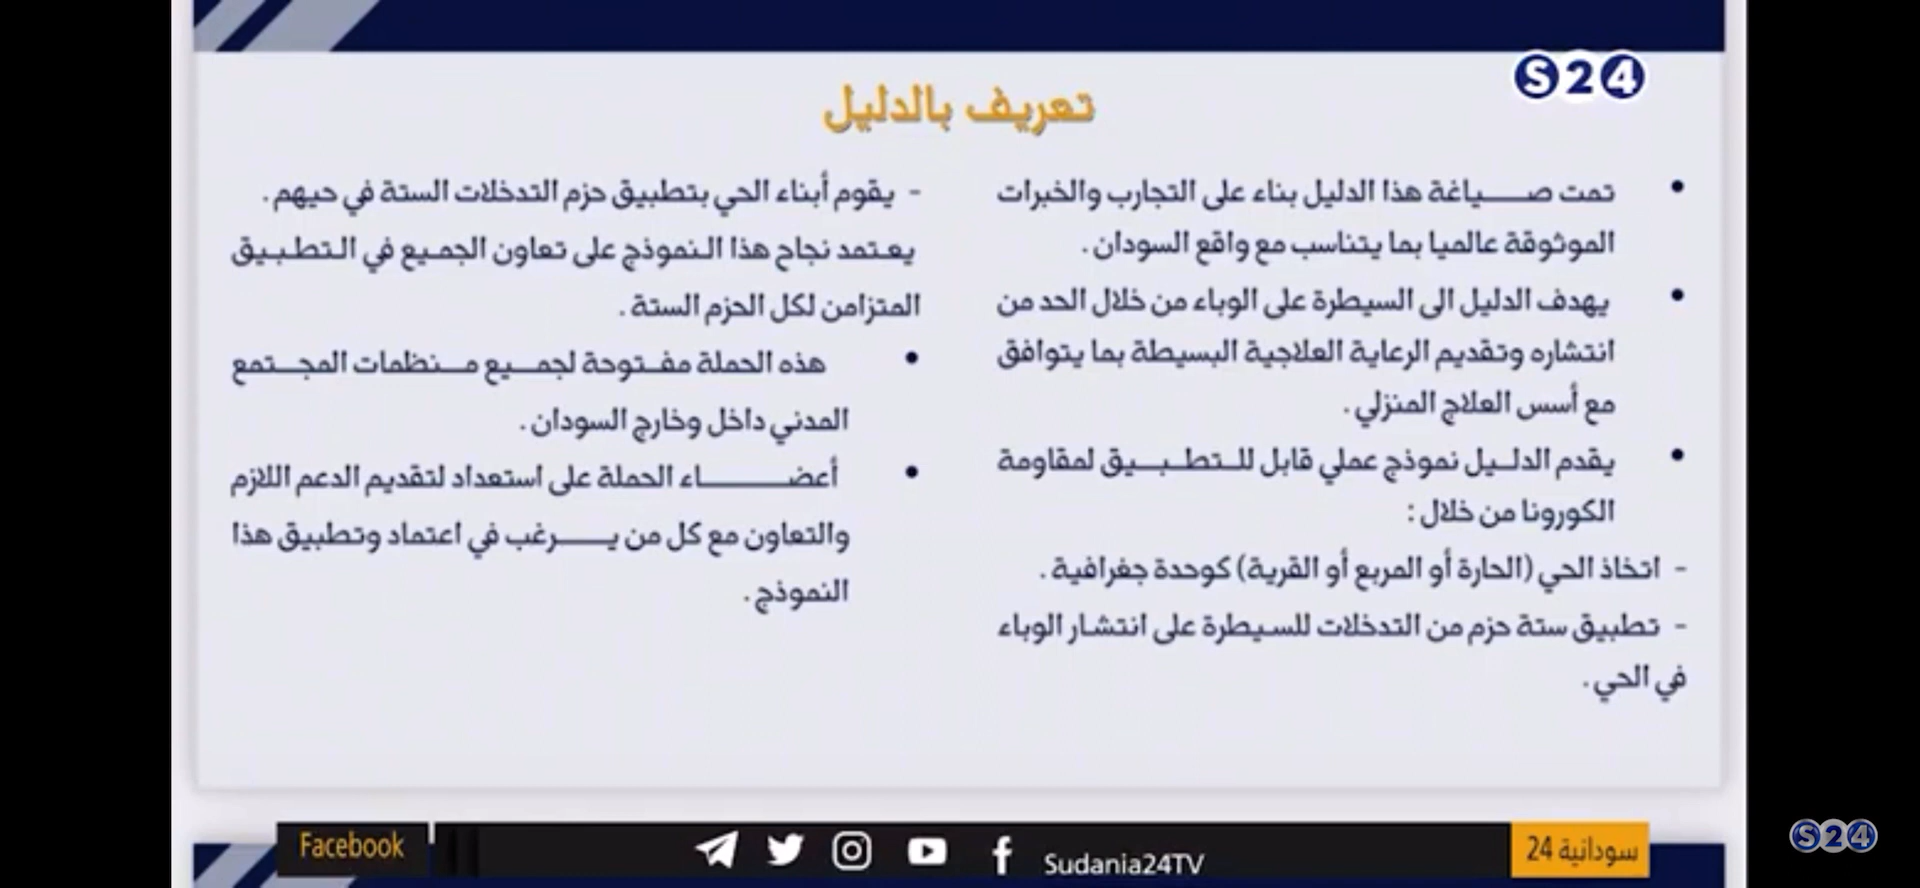 S24
تعريف بالدليل
• تمت صياغة هذا الدليل بناء على التجارب والخبرات
الموثوقة عالميا بما يتناسب مع واقع السودان .
• يهدف الدليل الى السيطرة على الوباء من خلال الحد من
انتشاره وتقديم الرعاية العلاجية البسيطة بما يتوافق
مع أسس العلاج المنزلي .
• يقدم الدليل نموذج عملي قابل للتطبيق لمقاومة
الكورونا من خلال :
- اتخاذ الحي (الحارة أو المربع أو القرية) كوحدة جغرافية .
- تطبيق ستة حزم من التدخلات للسيطرة على انتشار الوباء
في الحي .
- يقوم أبناء الحي بتطبيق حزم التدخلات الستة في حيهم .
يعتمد نجاح هذا النموذج على تعاون الجميع في التطبيق
المتزامن لكل الحزم الستة .
• هذه الحملة مفتوحة لجميع منظمات المجتمع
المدني داخل وخارج السودان .
• أعضاء الحملة على استعداد لتقديم الدعم اللازم
والتعاون مع كل من يرغب في اعتماد وتطبيق هذا
النموذج .
سودانية 24
Sudania24TV
Facebook
S24